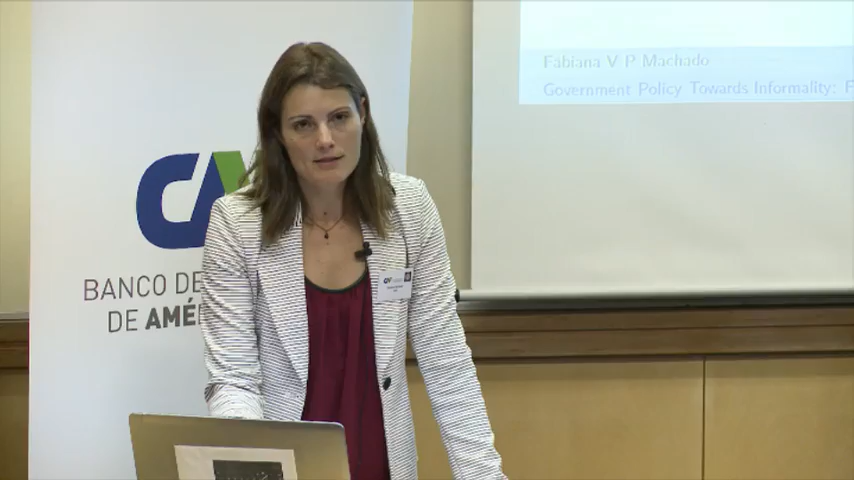 Fabiana V P Machado
Government Policy Towards Informality: F
CA
BANCO DE
DE AMÉ